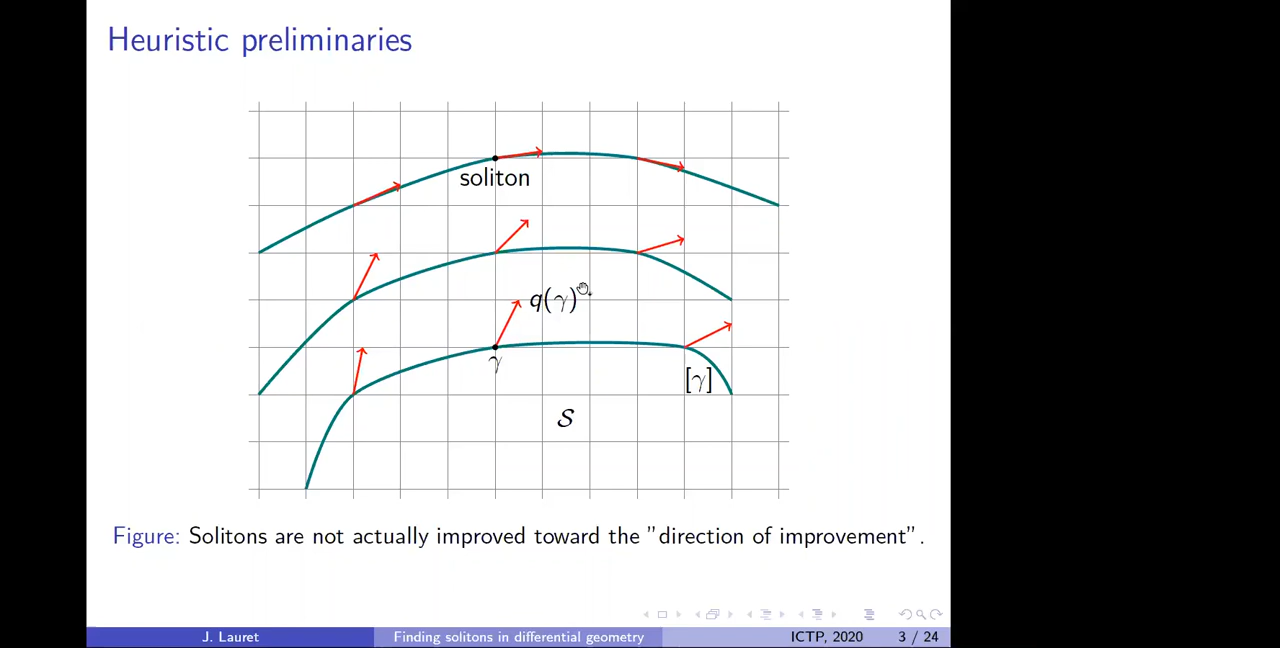 Heuristic preliminaries
soliton
q(γ)
γ
[γ]
𝒮
Figure: Solitons are not actually improved toward the ”direction of improvement”.
J. Lauret Finding solitons in differential geometry ICTP, 2020 3 / 24